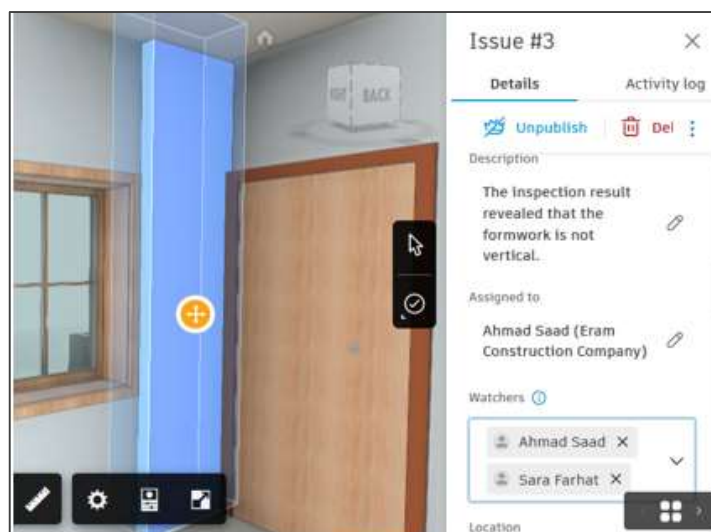 Issue #3
Details
Activity log
Unpublish
Del
Description
The inspection result
revealed that the
formwork is not
vertical.
Assigned to
Ahmad Saad (Eram
Construction Company)
Watchers
Ahmad Saad
Sara Farhat
Location
BACK